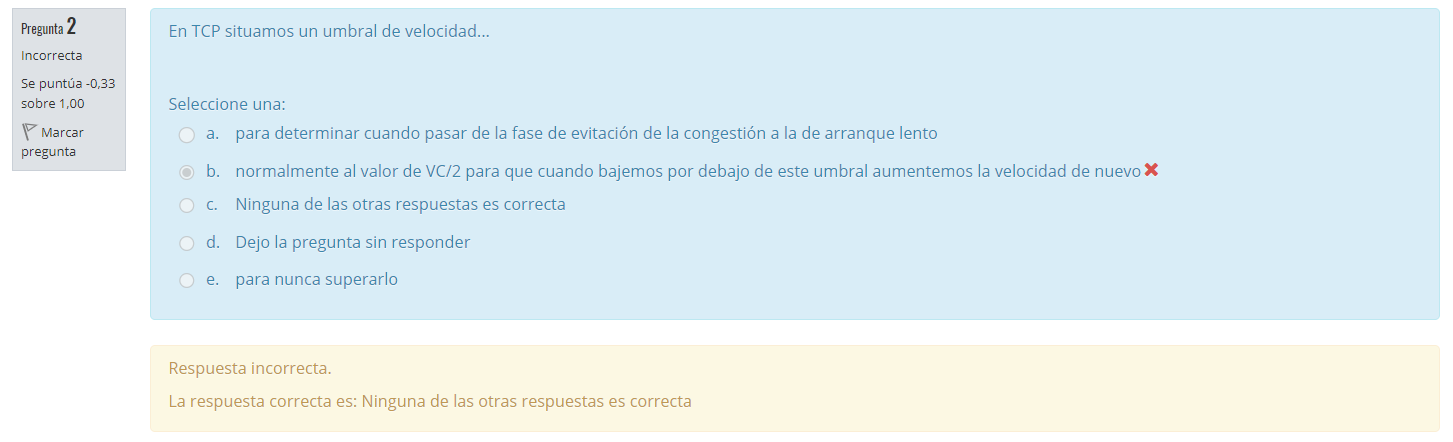 Pregunta 2
Incorrecta
Se puntúa -0,33
sobre 1,00
Marcar
pregunta
En TCP situamos un umbral de velocidad...
Seleccione una:
a. para determinar cuando pasar de la fase de evitación de la congestión a la de arranque lento
b. normalmente al valor de VC/2 para que cuando bajemos por debajo de este umbral aumentemos la velocidad de nuevo
c. Ninguna de las otras respuestas es correcta
d. Dejo la pregunta sin responder
e. para nunca superarlo
Respuesta incorrecta.
La respuesta correcta es: Ninguna de las otras respuestas es correcta